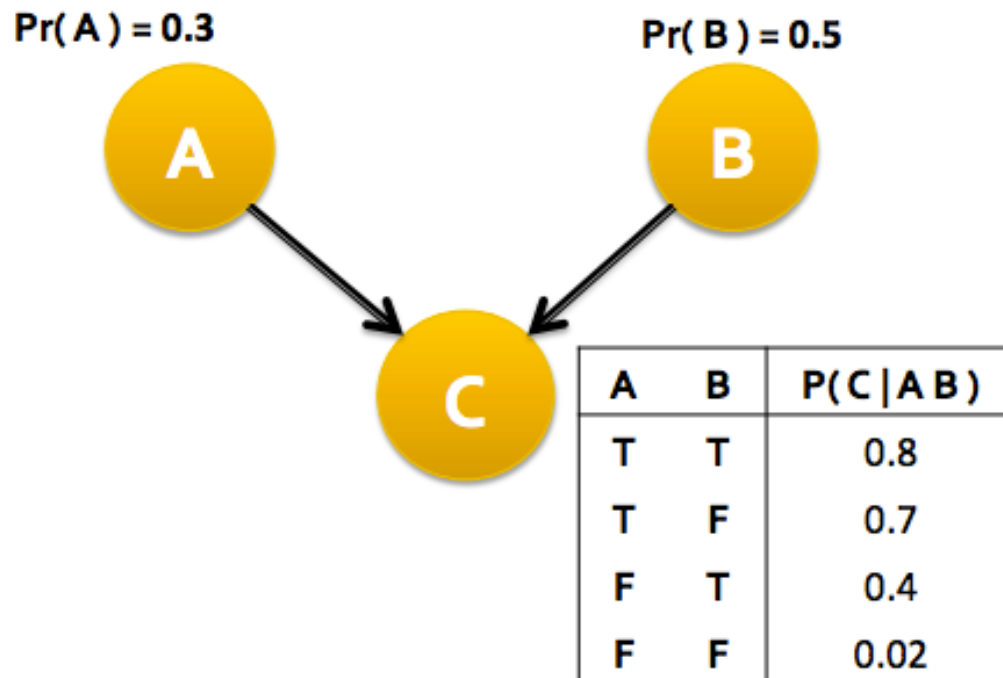 Pr( A ) = 0.3
Pr( B ) = 0.5
A
B
C
A B P( C | A B )
T T 0.8
T F 0.7
F T 0.4
F F 0.02